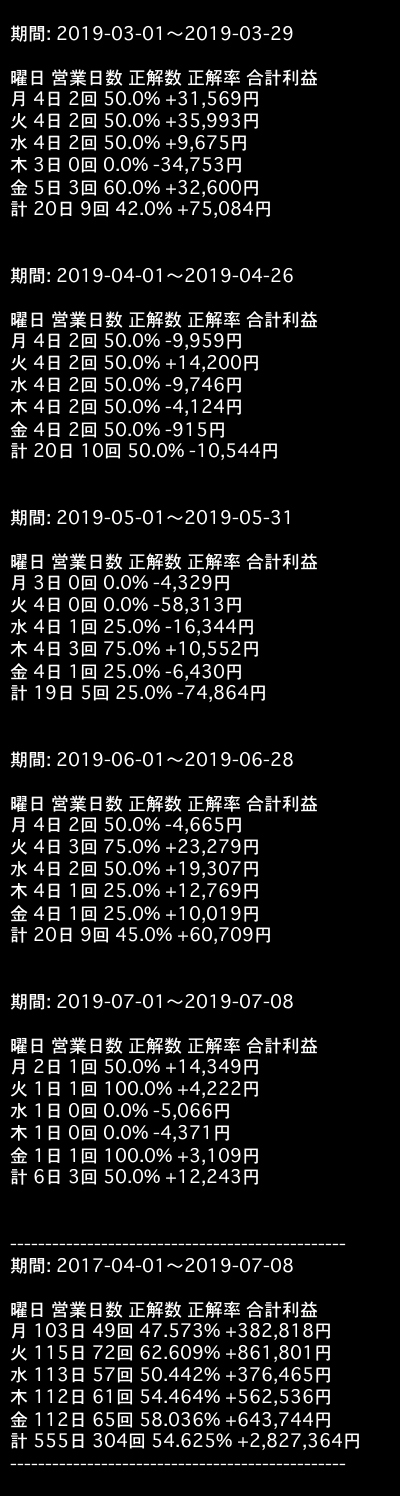 期間: 2019-03-01～2019-03-29
曜日 営業日数 正解数 正解率 合計利益
月 4日 2回 50.0% +31,569円
火 4日 2回 50.0% +35,993円
水 4日 2回 50.0% +9,675円
木 3日 0回 0.0% -34,753円
金 5日 3回 60.0% +32,600円
計 20日 9回 42.0% +75,084円
期間: 2019-04-01～2019-04-26
曜日 営業日数 正解数 正解率 合計利益
月 4日 2回 50.0% -9,959円
火 4日 2回 50.0% +14,200円
水 4日 2回 50.0% -9,746円
木 4日 2回 50.0% -4,124円
金 4日 2回 50.0% -915円
計 20日 10回 50.0% -10,544円
期間: 2019-05-01～2019-05-31
曜日 営業日数 正解数 正解率 合計利益
月 3日 0回 0.0% -4,329円
火 4日 0回 0.0% -58,313円
水 4日 1回 25.0% -16,344円
木 4日 3回 75.0% +10,552円
金 4日 1回 25.0% -6,430円
計 19日 5回 25.0% -74,864円
期間: 2019-06-01～2019-06-28
曜日 営業日数 正解数 正解率 合計利益
月 4日 2回 50.0% -4,665円
火 4日 3回 75.0% +23,279円
水 4日 2回 50.0% +19,307円
木 4日 1回 25.0% +12,769円
金 4日 1回 25.0% +10,019円
計 20日 9回 45.0% +60,709円
期間: 2019-07-01～2019-07-08
曜日 営業日数 正解数 正解率 合計利益
月 2日 1回 50.0% +14,349円
火 1日 1回 100.0% +4,222円
水 1日 0回 0.0% -5,066円
木 1日 0回 0.0% -4,371円
金 1日 1回 100.0% +3,109円
計 6日 3回 50.0% +12,243円
------------------------------------------------
期間: 2017-04-01～2019-07-08
曜日 営業日数 正解数 正解率 合計利益
月 103日 49回 47.573% +382,818円
火 115日 72回 62.609% +861,801円
水 113日 57回 50.442% +376,465円
木 112日 61回 54.464% +562,536円
金 112日 65回 58.036% +643,744円
計 555日 304回 54.625% +2,827,364円
------------------------------------------------